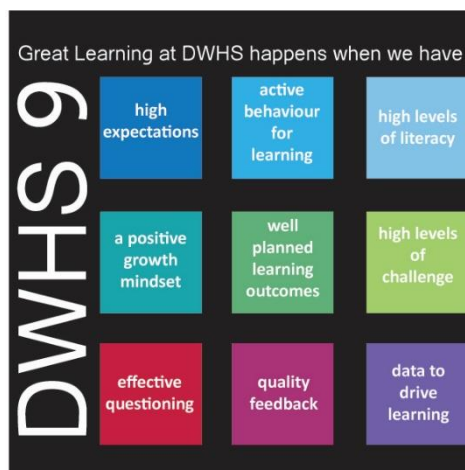 Great Learning at DWHS happens when we have
DWHS 9
high
expectations
active
behaviour
for
learning
high levels
of literacy
a positive
growth
mindset
well
planned
learning
outcomes
high levels
of
challenge
effective
questioning
quality
feedback
data to
drive
learning